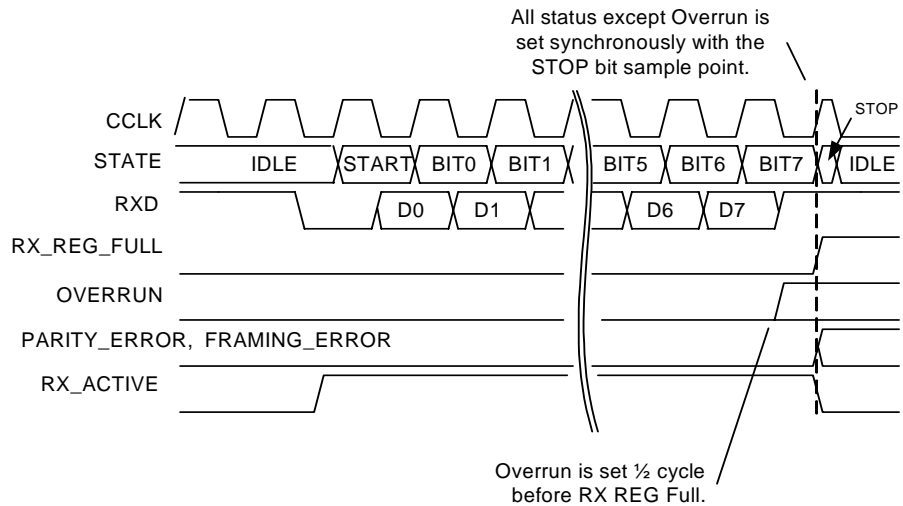 All status except Overrun is
set synchronously with the
STOP bit sample point.
CCLK
STOP
STATE
IDLE START BIT0 BIT1 BIT5 BIT6 BIT7 IDLE
RXD
D0 D1 D6 D7
RX_REG_FULL
OVERRUN
PARITY_ERROR, FRAMING_ERROR
RX_ACTIVE
Overrun is set ½ cycle
before RX REG Full.